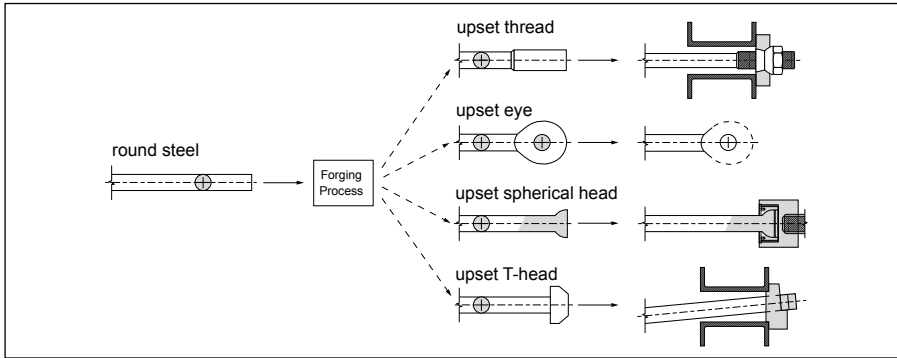 upset thread
upset eye
round steel
Forging
Process
upset spherical head
upset T-head